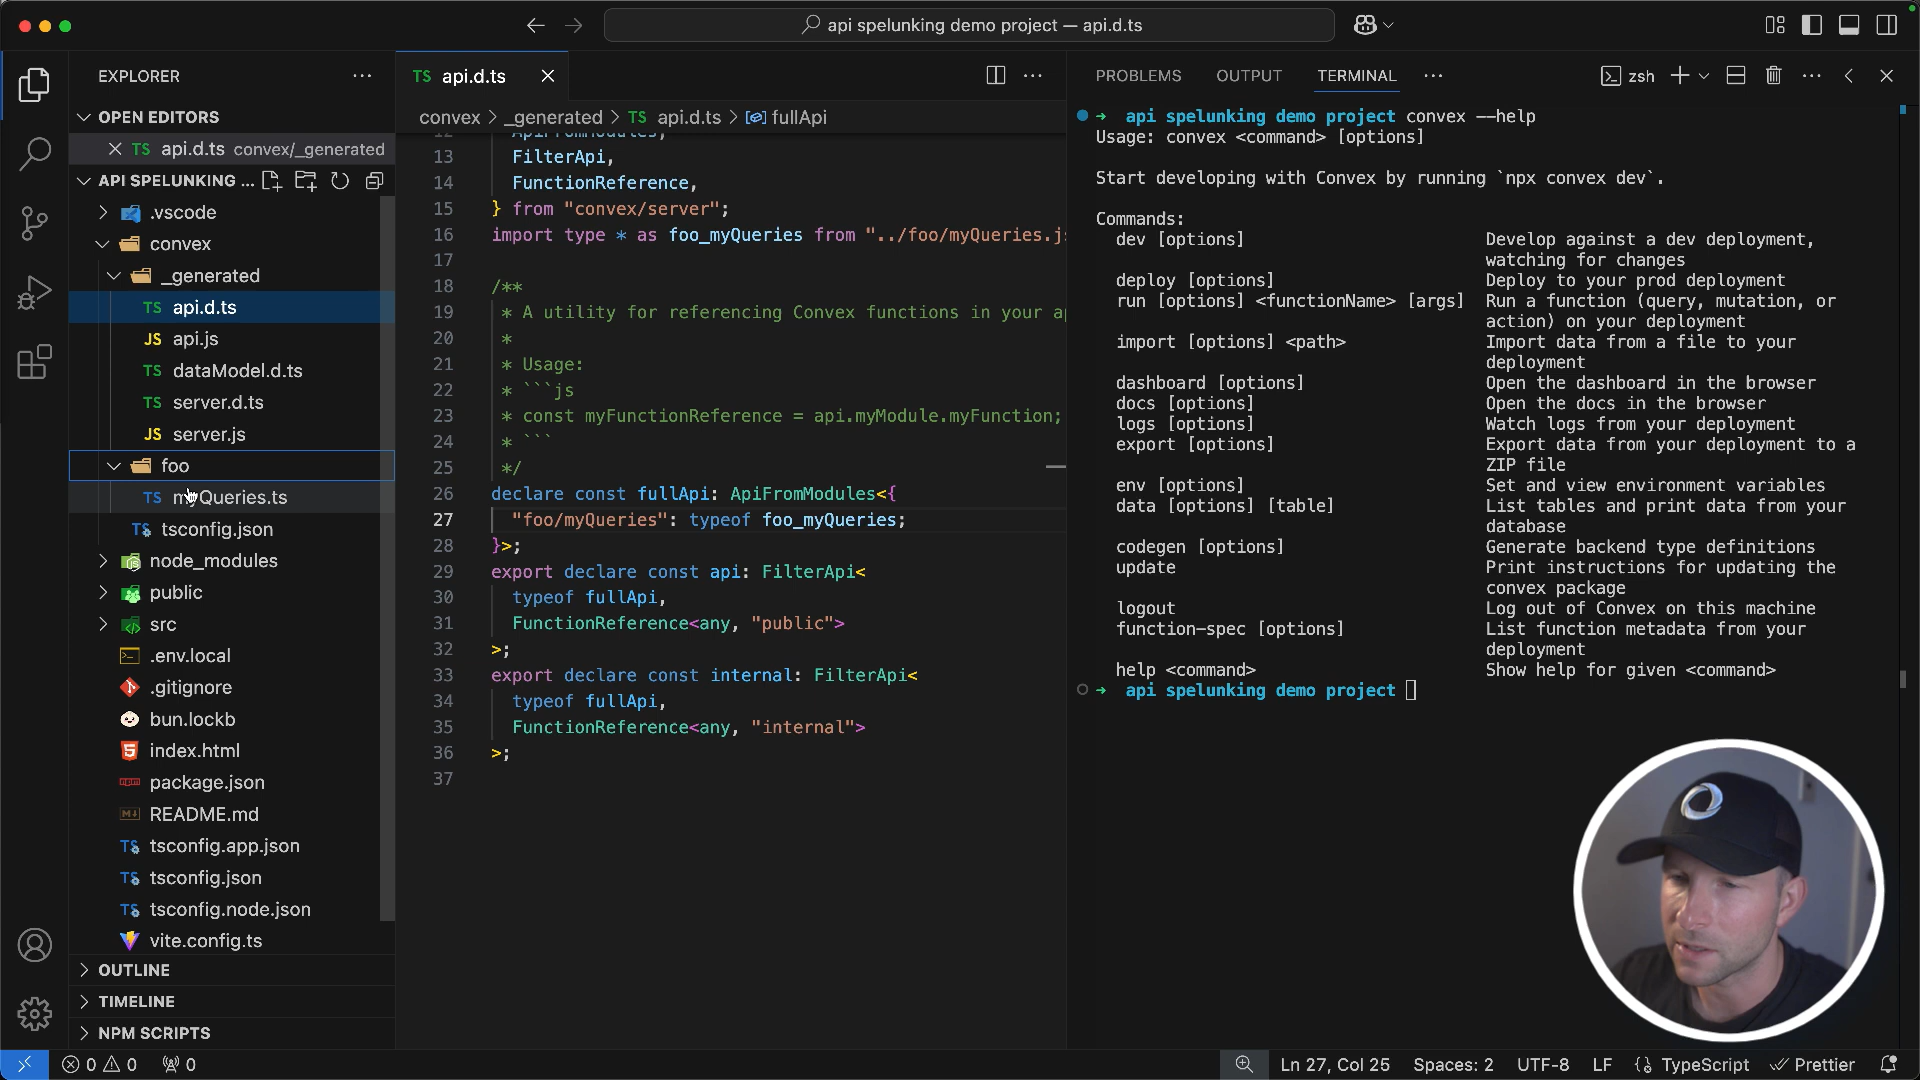 api spelunking demo project — api.d.ts
EXPLORER
OPEN EDITORS
TS api.d.ts convex/_generated
API SPELUNKING ...
.vscode
convex
_generated
TS api.d.ts
JS api.js
TS dataModel.d.ts
TS server.d.ts
JS server.js
foo
TS myQueries.ts
TS tsconfig.json
node_modules
public
src
.env.local
.gitignore
bun.lockb
index.html
package.json
README.md
TS tsconfig.app.json
TS tsconfig.json
TS tsconfig.node.json
vite.config.ts
OUTLINE
TIMELINE
NPM SCRIPTS
TS api.d.ts
convex > _generated > TS api.d.ts > fullApi
12 ApiFromModules,
13 FilterApi,
14 FunctionReference,
15 } from "convex/server";
16 import type * as foo_myQueries from "../foo/myQueries.j
17
18 /**
19 * A utility for referencing Convex functions in your a
20 *
21 * Usage:
22 * ```js
23 * const myFunctionReference = api.myModule.myFunction;
24 * ```
25 */
26 declare const fullApi: ApiFromModules<{
27 "foo/myQueries": typeof foo_myQueries;
28 }>;
29 export declare const api: FilterApi<
30 typeof fullApi,
31 FunctionReference<any, "public">
32 >;
33 export declare const internal: FilterApi<
34 typeof fullApi,
35 FunctionReference<any, "internal">
36 >;
37
PROBLEMS OUTPUT TERMINAL zsh
→ api spelunking demo project convex --help
Usage: convex <command> [options]
Start developing with Convex by running `npx convex dev`.
Commands:
dev [options] Develop against a dev deployment,
watching for changes
deploy [options] Deploy to your prod deployment
run [options] <functionName> [args] Run a function (query, mutation, or
action) on your deployment
import [options] <path> Import data from a file to your
deployment
dashboard [options] Open the dashboard in the browser
docs [options] Open the docs in the browser
logs [options] Watch logs from your deployment
export [options] Export data from your deployment to a
ZIP file
env [options] Set and view environment variables
data [options] [table] List tables and print data from your
database
codegen [options] Generate backend type definitions
update Print instructions for updating the
convex package
logout Log out of Convex on this machine
function-spec [options] List function metadata from your
deployment
help <command> Show help for given <command>
→ api spelunking demo project
0 0 0
Ln 27, Col 25 Spaces: 2 UTF-8 LF {} TypeScript Prettier